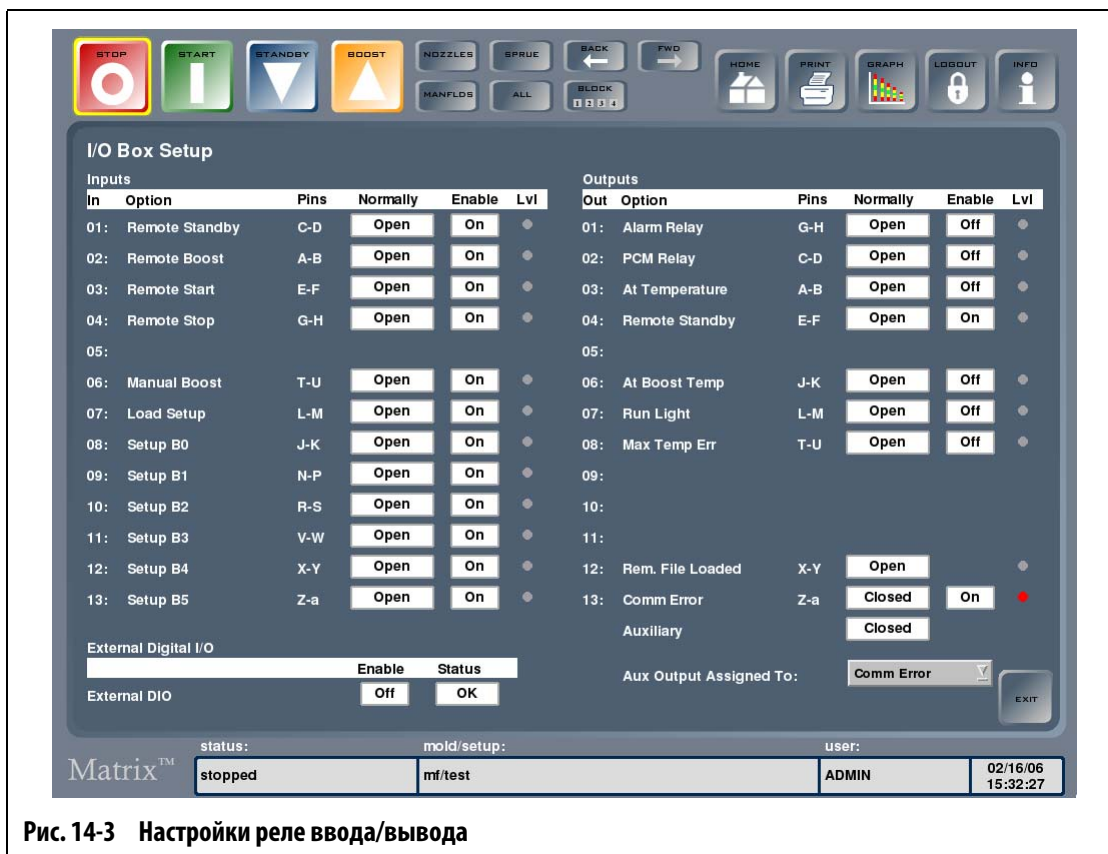 STOP START STANDBY BOOST NOZZLES SPRUE BACK FWD HOME PRINT GRAPH LOGOUT INFO
MANFLDS ALL BLOCK
1 2 3 4
I/O Box Setup
Inputs
In Option Pins Normally Enable Lvl
01: Remote Standby C-D Open On
02: Remote Boost A-B Open On
03: Remote Start E-F Open On
04: Remote Stop G-H Open On
05:
06: Manual Boost T-U Open On
07: Load Setup L-M Open On
08: Setup B0 J-K Open On
09: Setup B1 N-P Open On
10: Setup B2 R-S Open On
11: Setup B3 V-W Open On
12: Setup B4 X-Y Open On
13: Setup B5 Z-a Open On
External Digital I/O
Enable Status
External DIO Off OK
Outputs
Out Option Pins Normally Enable Lvl
01: Alarm Relay G-H Open Off
02: PCM Relay C-D Open Off
03: At Temperature A-B Open Off
04: Remote Standby E-F Open On
05:
06: At Boost Temp J-K Open Off
07: Run Light L-M Open Off
08: Max Temp Err T-U Open Off
09:
10:
11:
12: Rem. File Loaded X-Y Open
13: Comm Error Z-a Closed On
Auxiliary Closed
Aux Output Assigned To: Comm Error
EXIT
status: mold/setup: user:
Matrix™ stopped mf/test ADMIN 02/16/06
15:32:27
Рис. 14-3 Настройки реле ввода/вывода